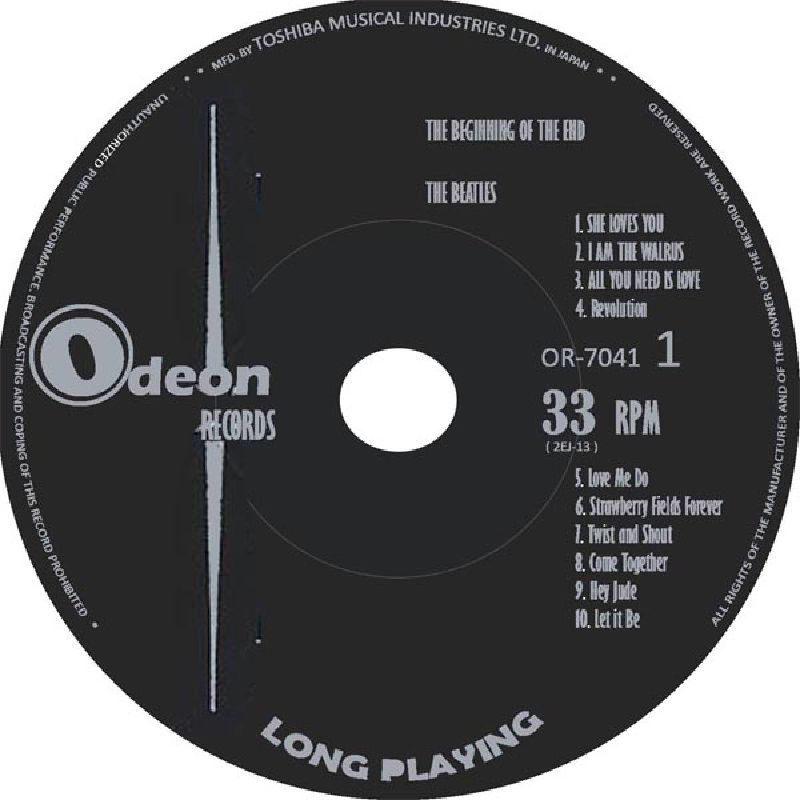 • • MFD. BY TOSHIBA MUSICAL INDUSTRIES LTD. IN JAPAN • •
UNAUTHORIZED PUBLIC PERFORMANCE, BROADCASTING AND COPING OF THIS RECORD PROHIBITED •
ALL RIGHTS OF THE MANUFACTURER AND OF THE OWNER OF THE RECORD WORK ARE RESERVED
THE BEGINNING OF THE END
THE BEATLES
1. SHE LOVES YOU
2. I AM THE WALRUS
3. ALL YOU NEED IS LOVE
4. Revolution
Odeon
RECORDS
OR-7041 1
33 RPM
( 2EJ-13 )
5. Love Me Do
6. Strawberry Fields Forever
7. Twist and Shout
8. Come Together
9. Hey Jude
10. Let it Be
LONG PLAYING